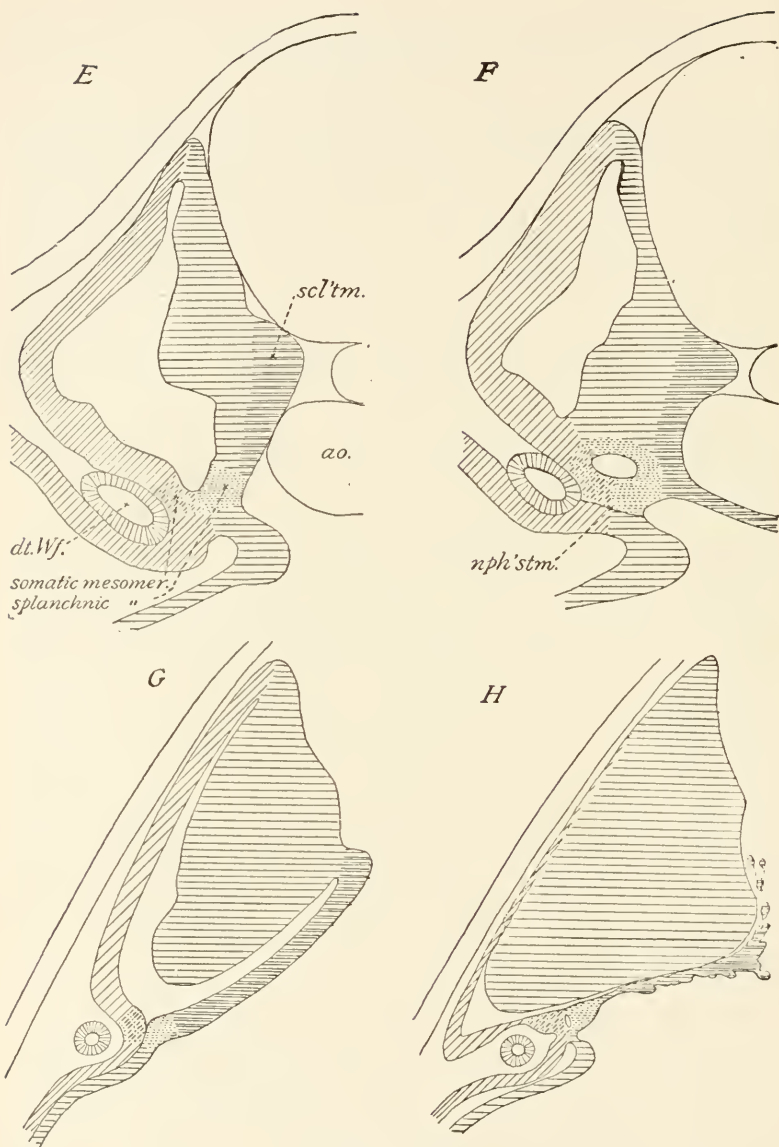 E
F
scl'tm.
ao.
dt.Wf.
somatic mesomer.
splanchnic "
nph'stm.
G
H